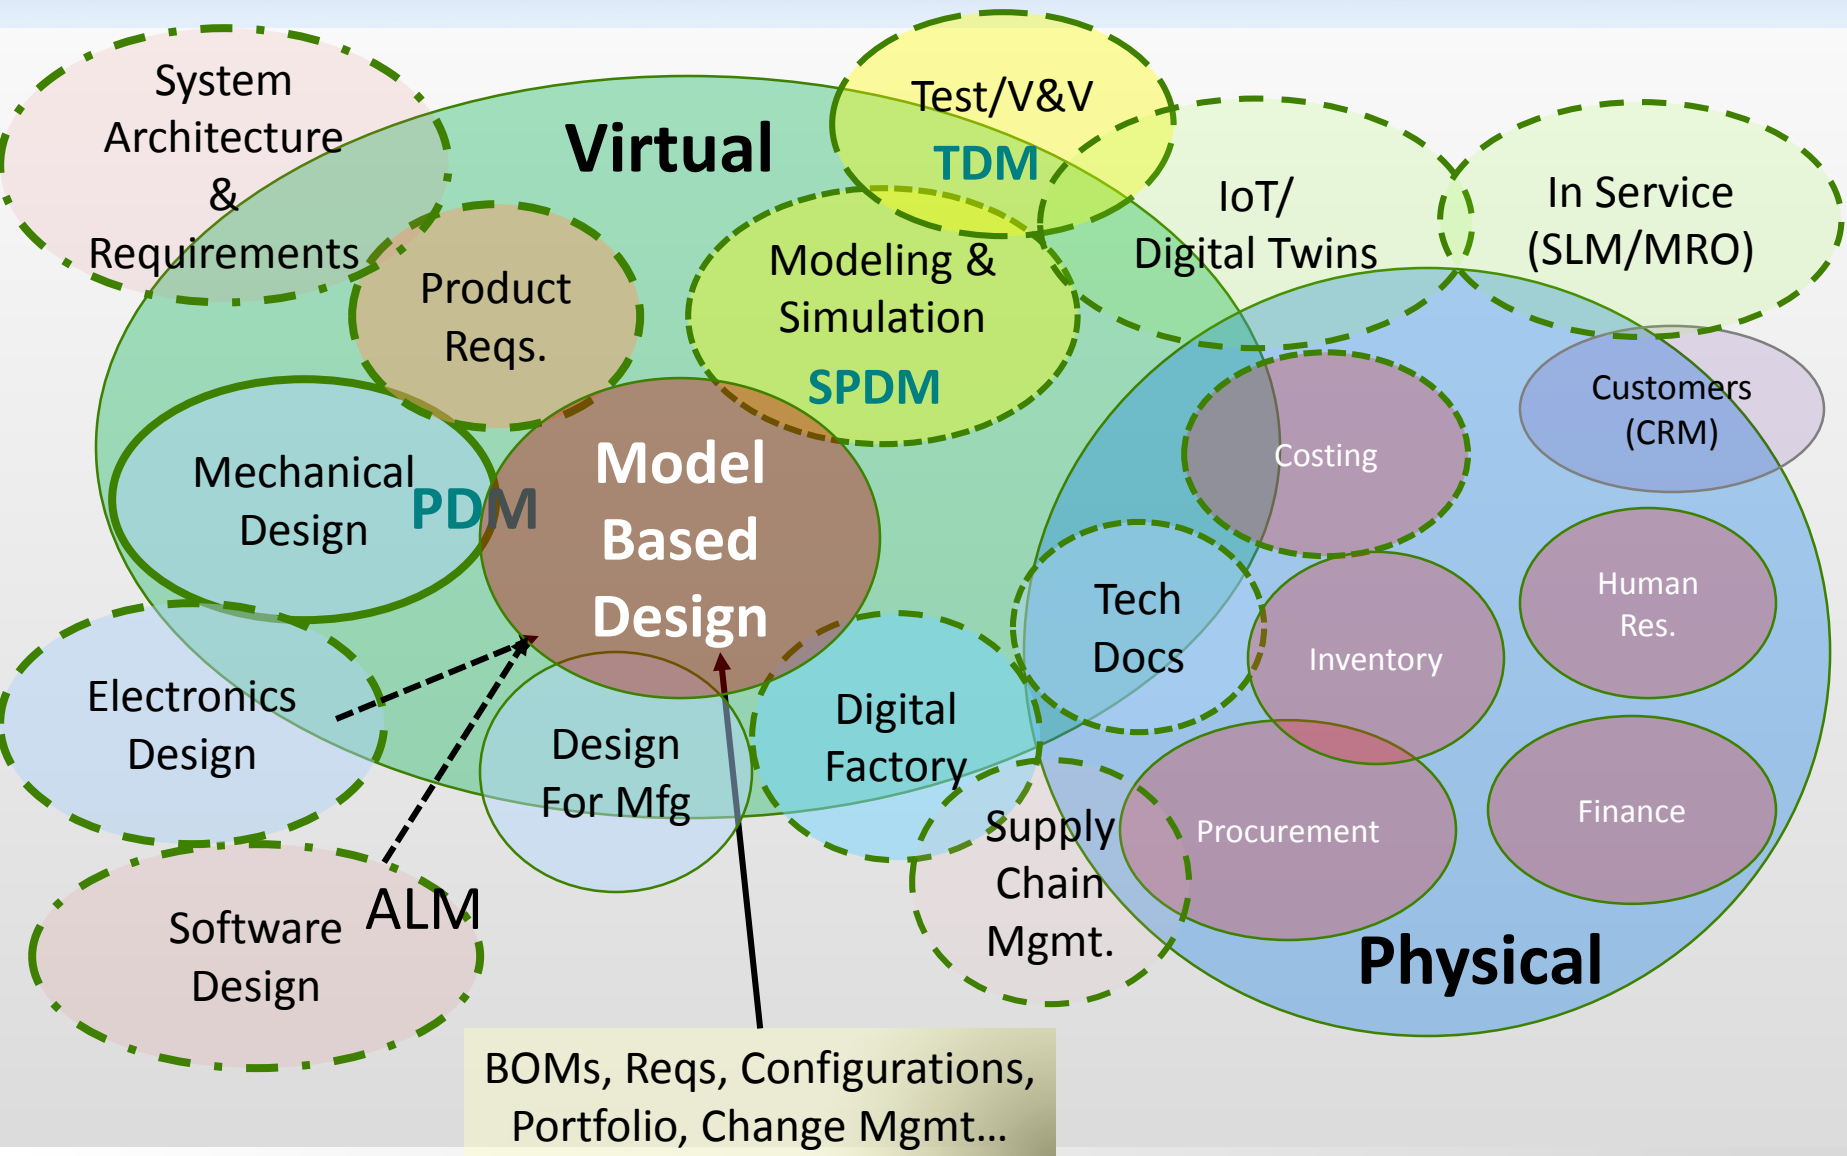 System
Architecture
&
Requirements
Virtual
Test/V&V
TDM
IoT/
Digital Twins
In Service
(SLM/MRO)
Product
Reqs.
Modeling &
Simulation
SPDM
Customers
(CRM)
Costing
Mechanical
Design
PDM
Model
Based
Design
Tech
Docs
Human
Res.
Inventory
Electronics
Design
Design
For Mfg
Digital
Factory
Supply
Chain
Mgmt.
Procurement
Finance
Software
Design
ALM
Physical
BOMs, Reqs, Configurations,
Portfolio, Change Mgmt...